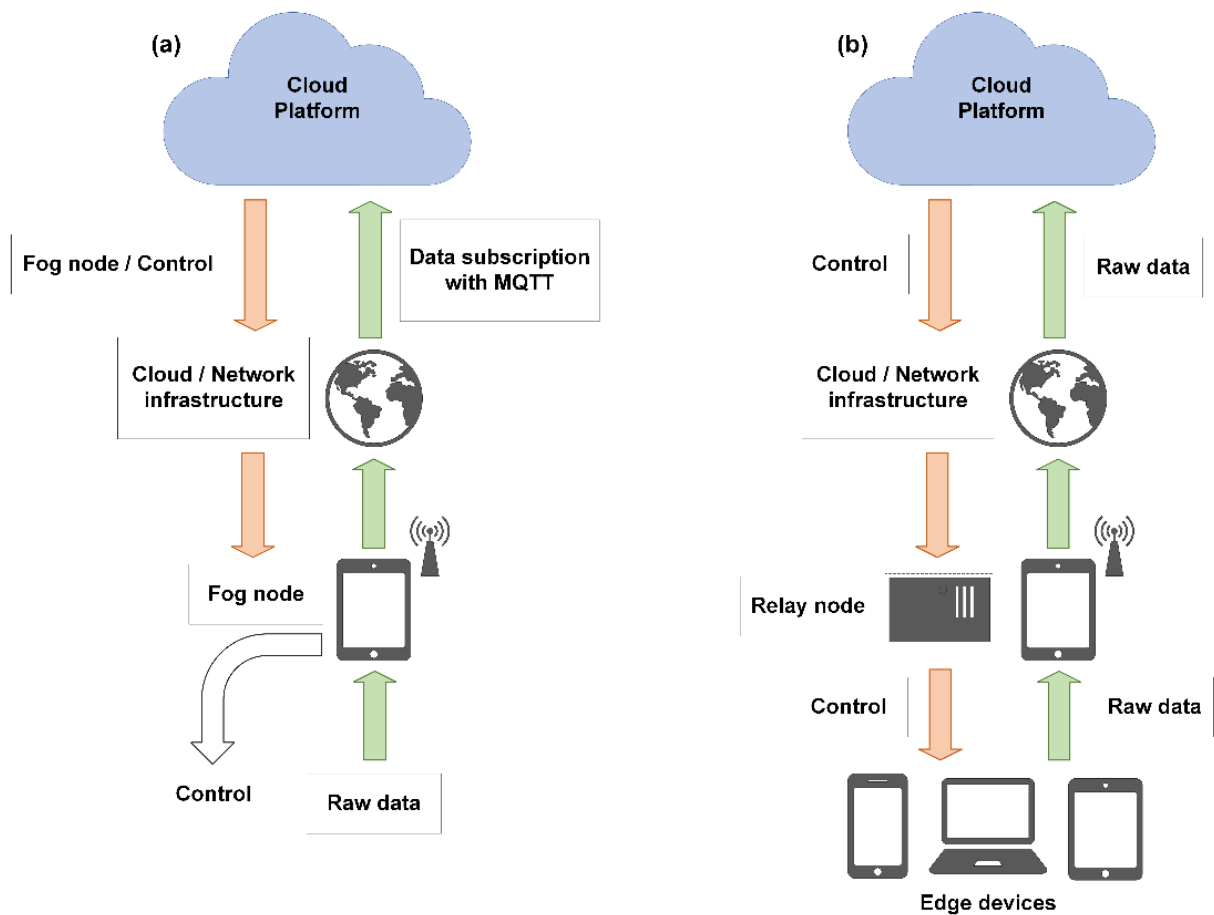 (a)
Cloud
Platform
Fog node / Control
Data subscription
with MQTT
Cloud / Network
infrastructure
Fog node
Control
Raw data
(b)
Cloud
Platform
Control
Raw data
Cloud / Network
infrastructure
Relay node
Control
Raw data
Edge devices